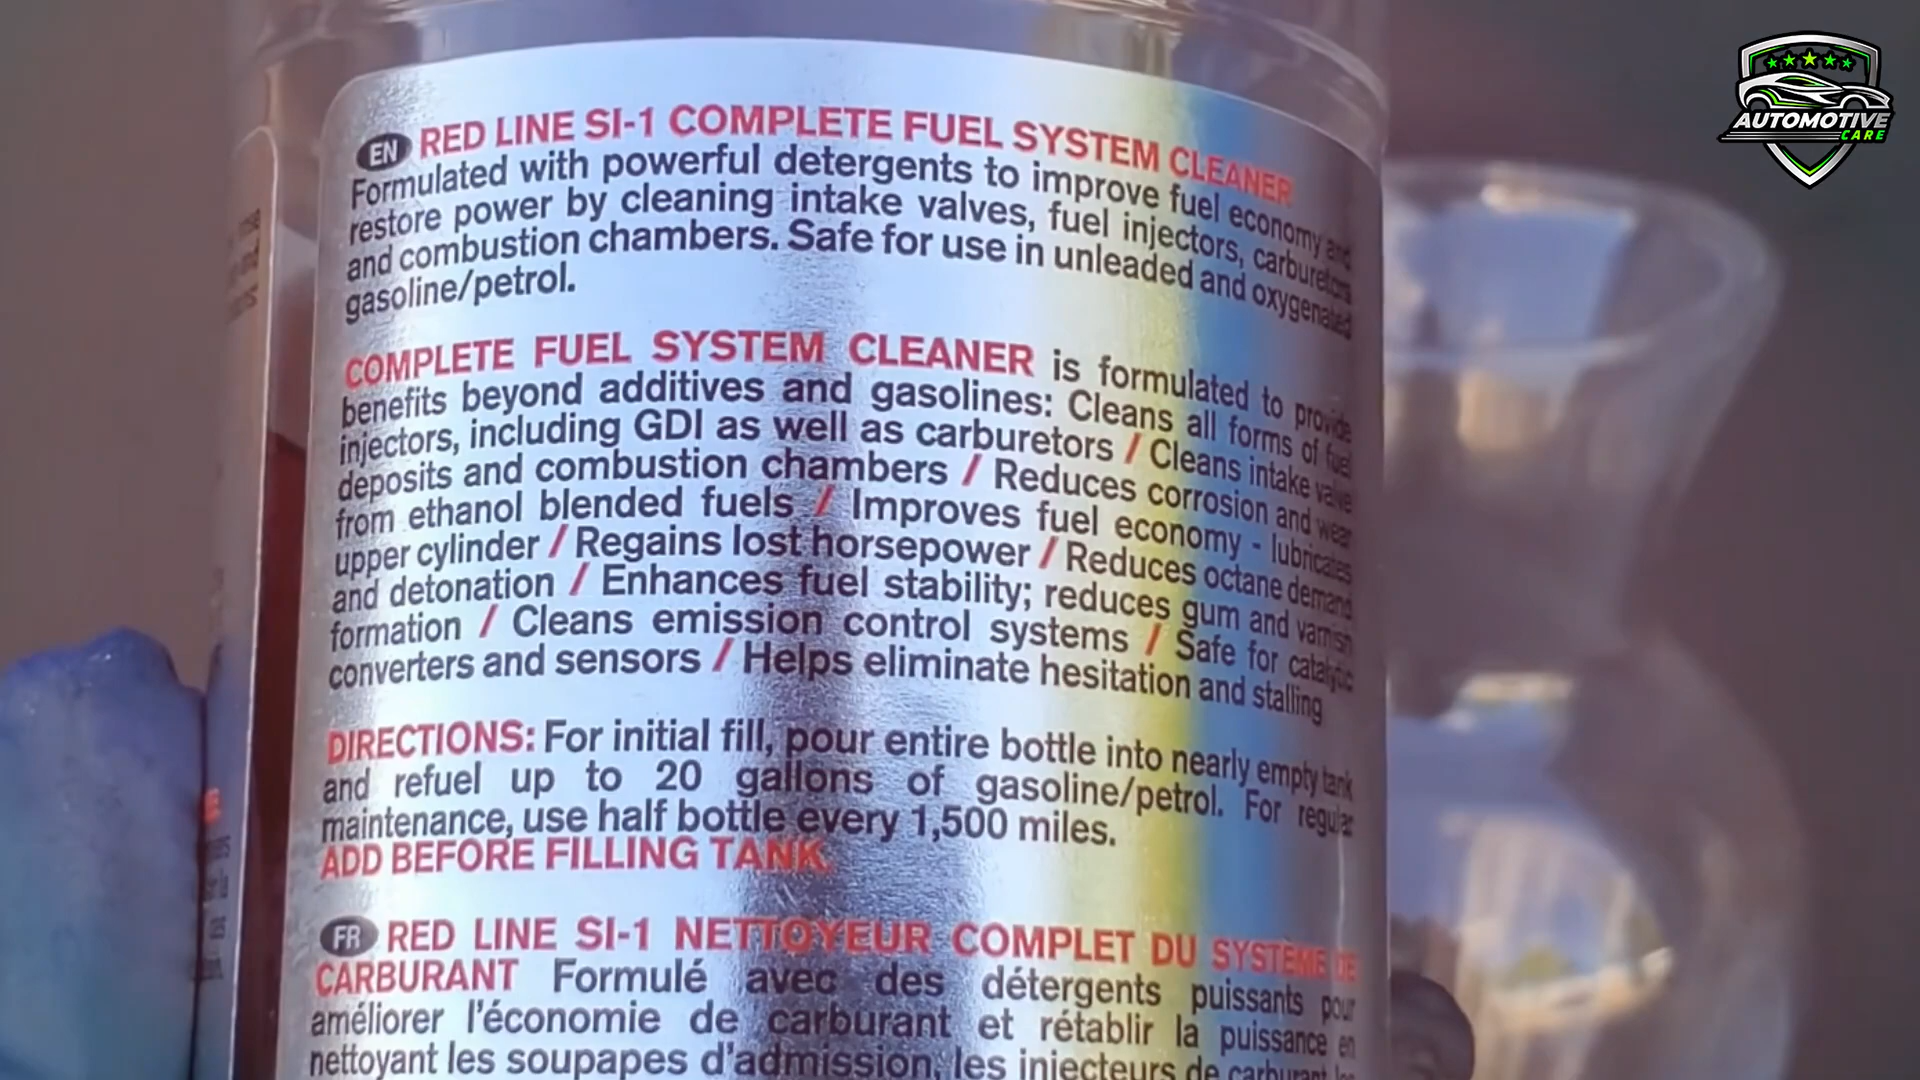 AUTOMOTIVE
CARE
EN RED LINE SI-1 COMPLETE FUEL SYSTEM CLEANER
Formulated with powerful detergents to improve fuel economy and
restore power by cleaning intake valves, fuel injectors, carburetors
and combustion chambers. Safe for use in unleaded and oxygenated
gasoline/petrol.
COMPLETE FUEL SYSTEM CLEANER is formulated to provide
benefits beyond additives and gasolines: Cleans all forms of fuel
injectors, including GDI as well as carburetors / Cleans intake valve
deposits and combustion chambers / Reduces corrosion and wear
from ethanol blended fuels / Improves fuel economy - lubricates
upper cylinder / Regains lost horsepower / Reduces octane demand
and detonation / Enhances fuel stability; reduces gum and varnish
formation / Cleans emission control systems / Safe for catalytic
converters and sensors / Helps eliminate hesitation and stalling
DIRECTIONS: For initial fill, pour entire bottle into nearly empty tank
and refuel up to 20 gallons of gasoline/petrol. For regular
maintenance, use half bottle every 1,500 miles.
ADD BEFORE FILLING TANK.
FR RED LINE SI-1 NETTOYEUR COMPLET DU SYSTÈME DE
CARBURANT Formulé avec des détergents puissants pour
améliorer l'économie de carburant et rétablir la puissance en
nettoyant les soupapes d'admission, les injecteurs de carburant